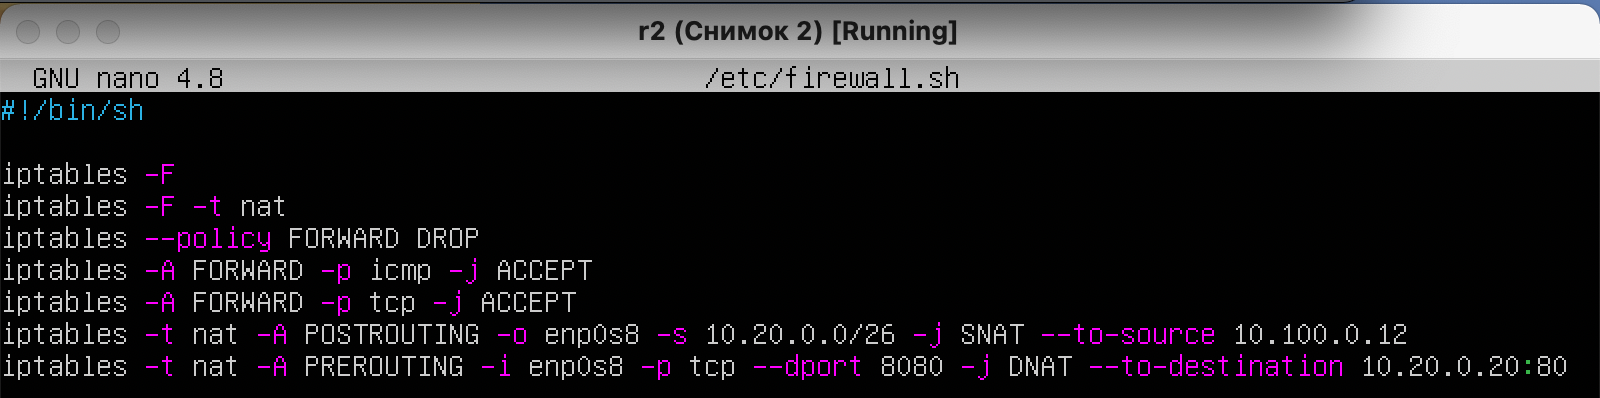 r2 (Снимок 2) [Running]
GNU nano 4.8 /etc/firewall.sh
#!/bin/sh
iptables -F
iptables -F -t nat
iptables --policy FORWARD DROP
iptables -A FORWARD -p icmp -j ACCEPT
iptables -A FORWARD -p tcp -j ACCEPT
iptables -t nat -A POSTROUTING -o enp0s8 -s 10.20.0.0/26 -j SNAT --to-source 10.100.0.12
iptables -t nat -A PREROUTING -i enp0s8 -p tcp --dport 8080 -j DNAT --to-destination 10.20.0.20:80